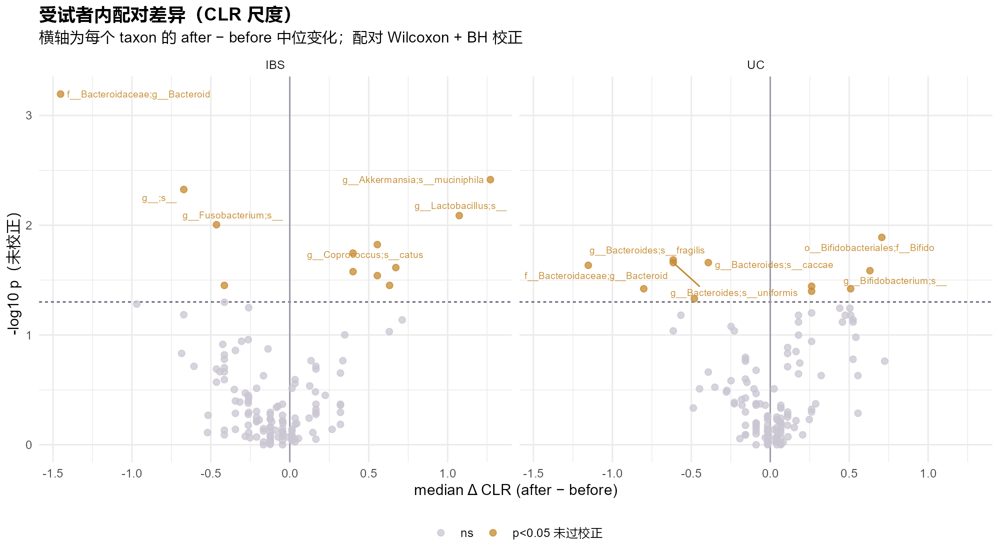 受试者内配对差异（CLR 尺度）
横轴为每个 taxon 的 after − before 中位变化；配对 Wilcoxon + BH 校正
IBS
UC
f__Bacteroidaceae;g__Bacteroid
3
g__Akkermansia;s__muciniphila
g__;s__
g__Lactobacillus;s__
g__Fusobacterium;s__
2
g__Coprococcus;s__catus
o__Bifidobacteriales;f__Bifido
g__Bacteroides;s__fragilis
g__Bacteroides;s__caccae
f__Bacteroidaceae;g__Bacteroid
g__Bifidobacterium;s__
g__Bacteroides;s__uniformis
1
0
-log10 p（未校正）
-1.5 -1.0 -0.5 0.0 0.5 1.0
-1.5 -1.0 -0.5 0.0 0.5 1.0
median Δ CLR (after − before)
ns p<0.05 未过校正